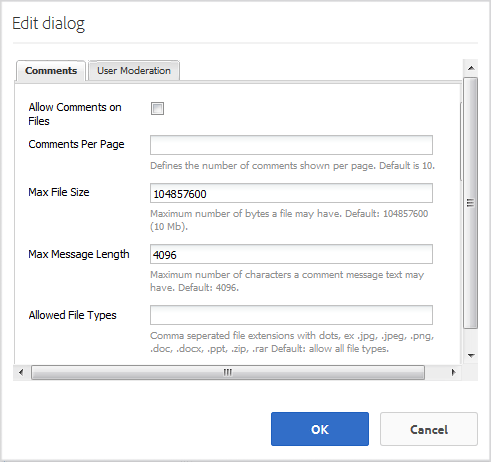 Edit dialog
Comments
User Moderation
Allow Comments on
Files
Comments Per Page
Defines the number of comments shown per page. Default is 10.
Max File Size
104857600
Maximum number of bytes a file may have. Default: 104857600
(10 Mb).
Max Message Length
4096
Maximum number of characters a comment message text may
have. Default: 4096.
Allowed File Types
Comma seperated file extensions with dots, ex .jpg, .jpeg, .png,
.doc, .docx, .ppt, .zip, .rar Default: allow all file types.
OK
Cancel